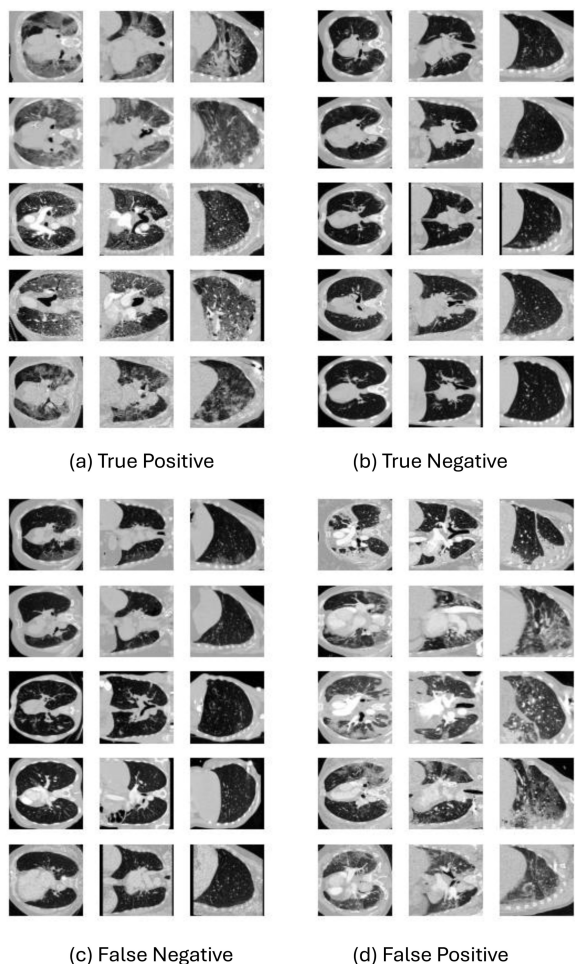 (a) True Positive
(b) True Negative
(c) False Negative
(d) False Positive